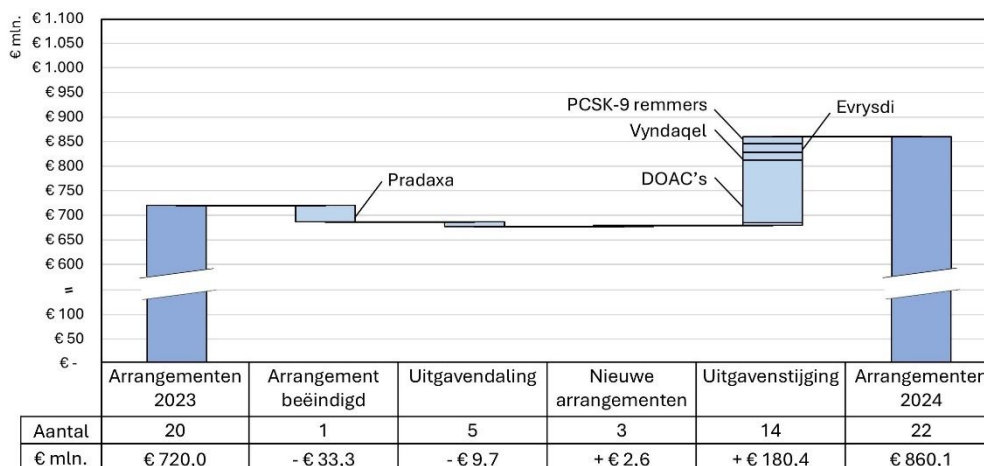 € mln.
€ 1.100
€ 1.050
€ 1.000
€ 950
€ 900
€ 850
€ 800
€ 750
€ 700
€ 650
€ 600
=
€ 100
€ 50
€ -
PCSK-9 remmers
Evrysdi
Vyndaqel
Pradaxa
DOAC's
Arrangementen 2023
Arrangement beëindigd
Uitgavendaling
Nieuwe arrangementen
Uitgavenstijging
Arrangementen 2024
Aantal 20 1 5 3 14 22
€ mln. € 720,0 - € 33,3 - € 9,7 + € 2,6 + € 180,4 € 860,1